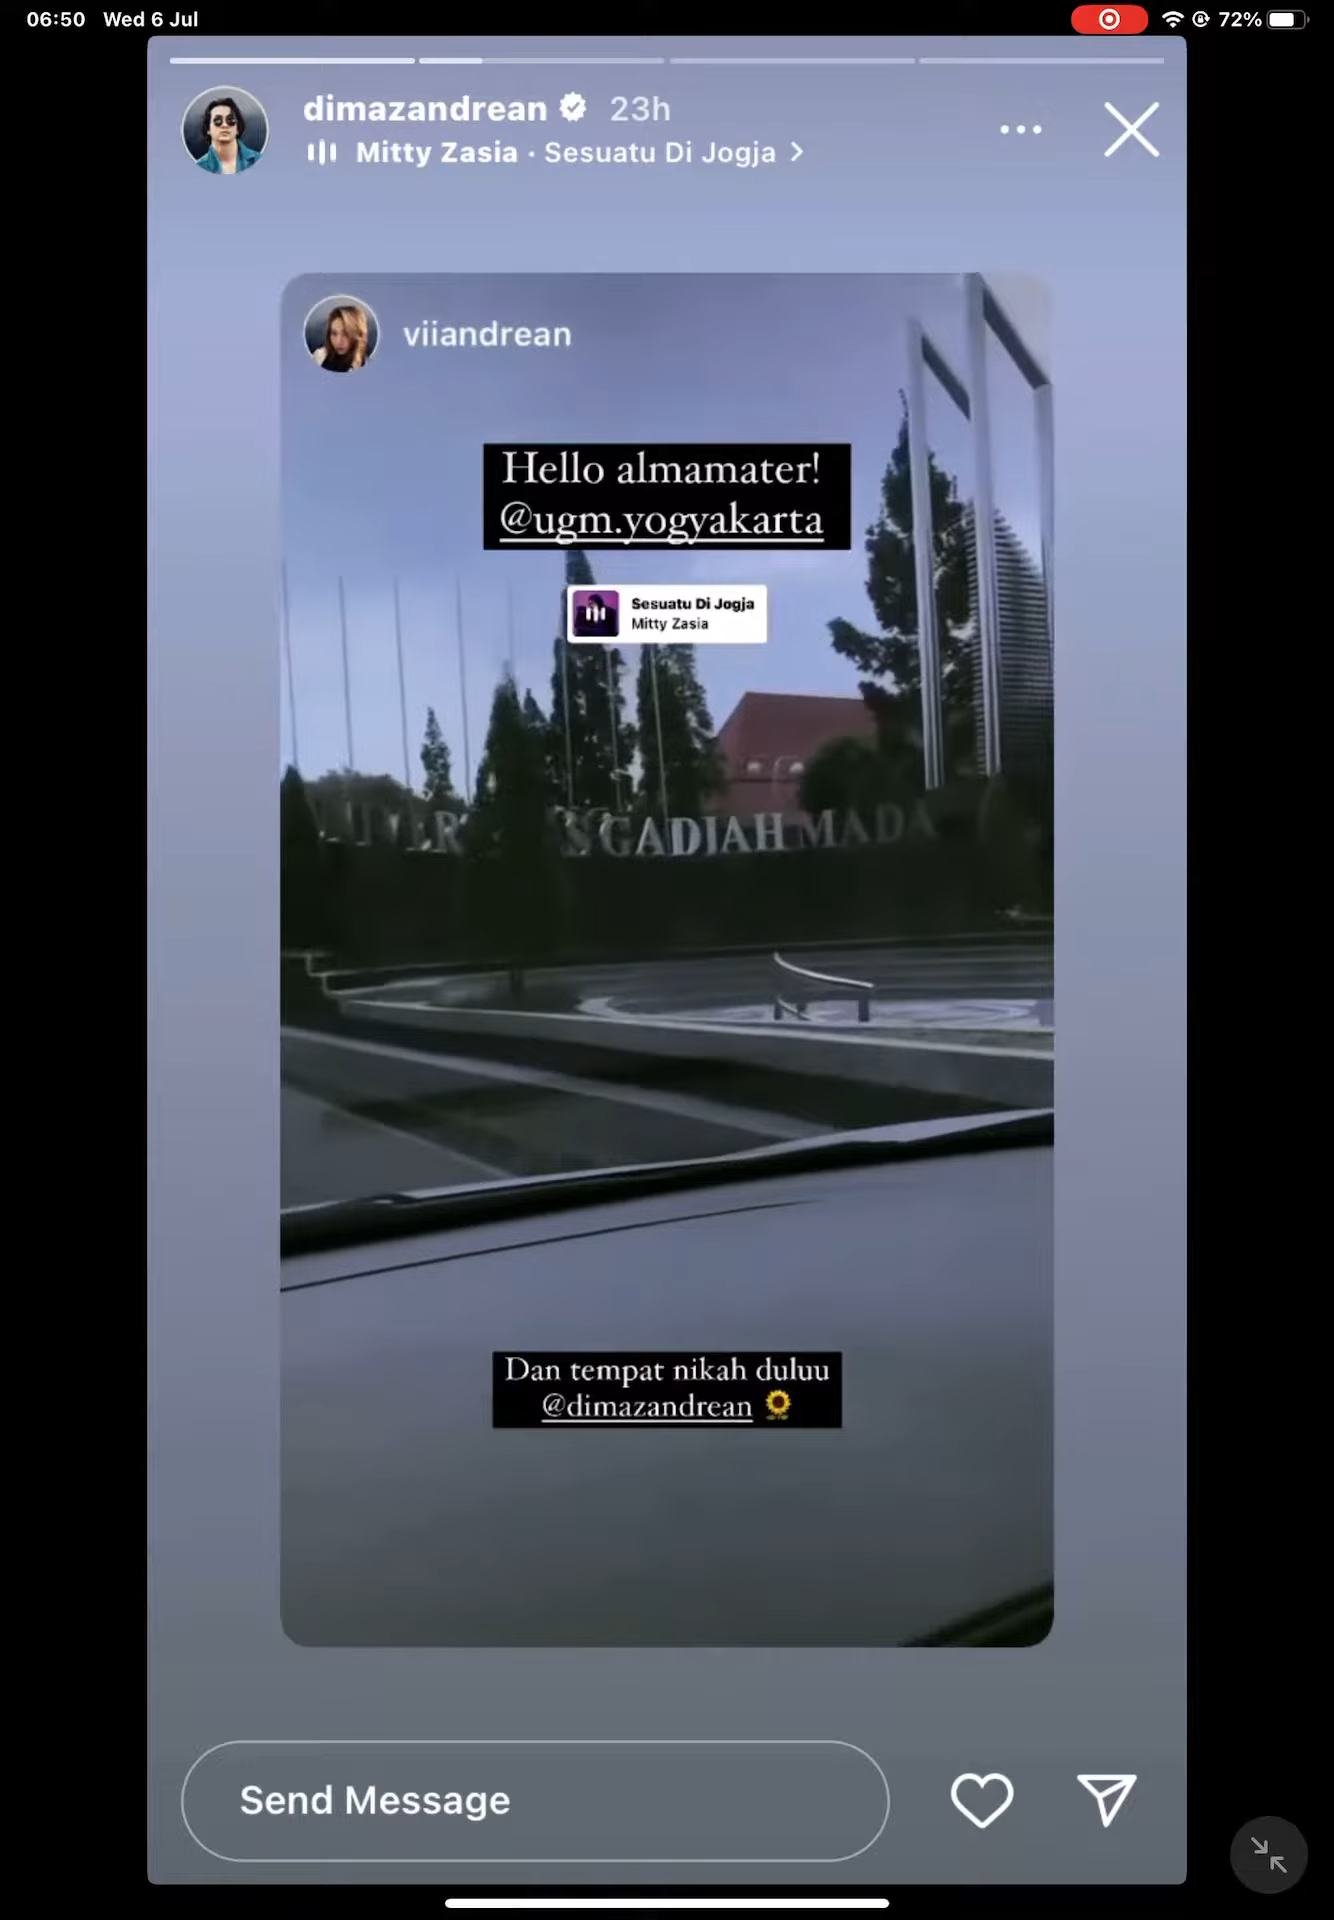 06:50 Wed 6 Jul
72%
dimazandrean 23h
Mitty Zasia · Sesuatu Di Jogja >
viiandrean
Hello almamater!
@ugm.yogyakarta
Sesuatu Di Jogja
Mitty Zasia
GADJAH MADA
Dan tempat nikah duluu
@dimazandrean 🌻
Send Message